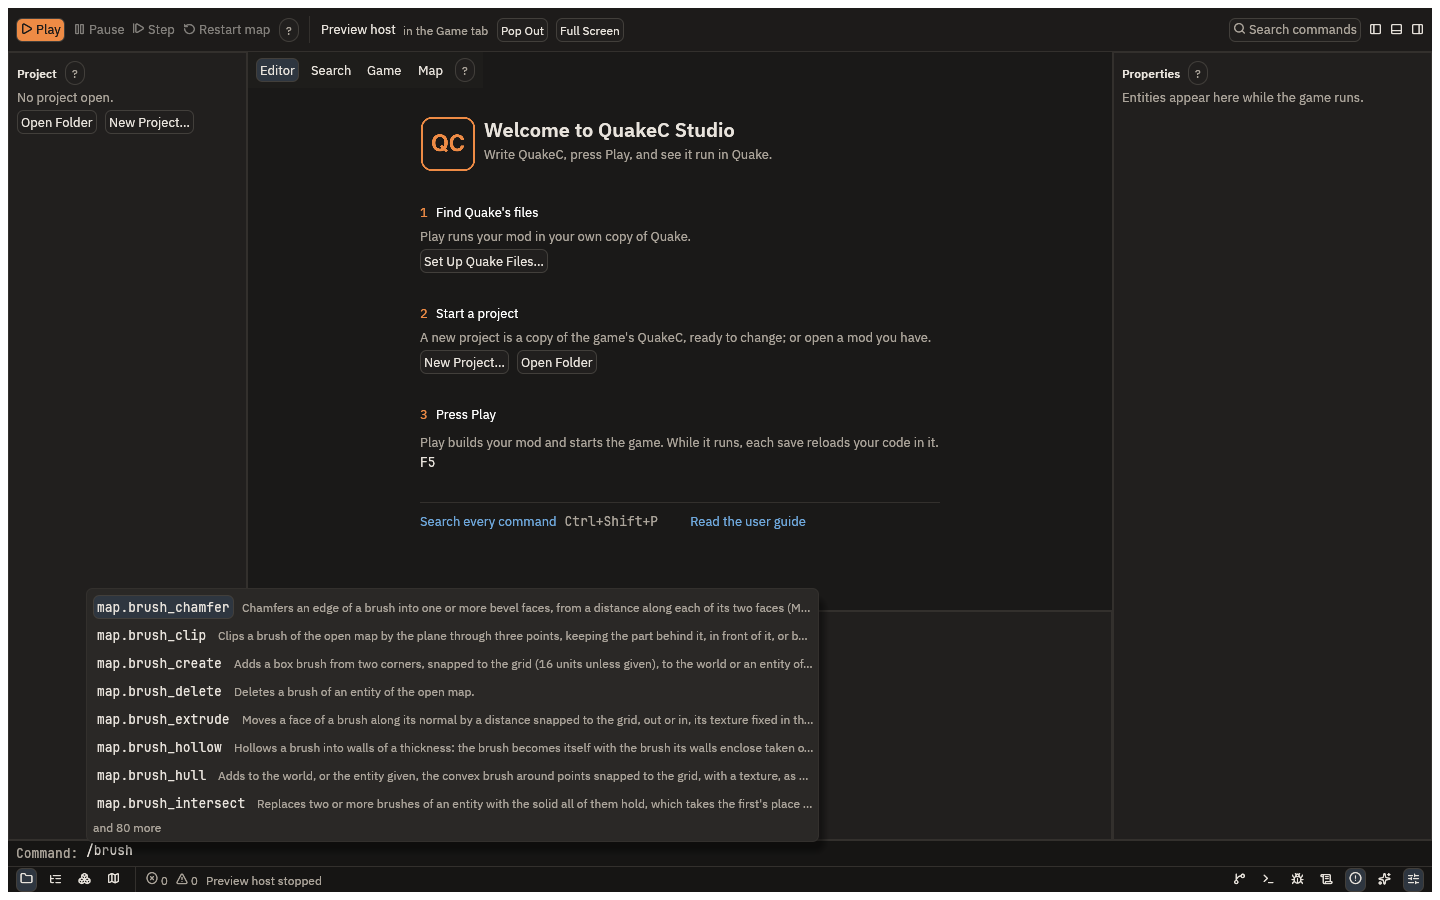 Play Pause Step Restart map ? Preview host in the Game tab Pop Out Full Screen Search commands
Project ?
No project open.
Open Folder New Project...
Editor Search Game Map ?
Properties ?
Entities appear here while the game runs.
QC
Welcome to QuakeC Studio
Write QuakeC, press Play, and see it run in Quake.
1 Find Quake's files
Play runs your mod in your own copy of Quake.
Set Up Quake Files...
2 Start a project
A new project is a copy of the game's QuakeC, ready to change; or open a mod you have.
New Project... Open Folder
3 Press Play
Play builds your mod and starts the game. While it runs, each save reloads your code in it.
F5
Search every command Ctrl+Shift+P Read the user guide
map.brush_chamfer Chamfers an edge of a brush into one or more bevel faces, from a distance along each of its two faces (M...
map.brush_clip Clips a brush of the open map by the plane through three points, keeping the part behind it, in front of it, or b...
map.brush_create Adds a box brush from two corners, snapped to the grid (16 units unless given), to the world or an entity of...
map.brush_delete Deletes a brush of an entity of the open map.
map.brush_extrude Moves a face of a brush along its normal by a distance snapped to the grid, out or in, its texture fixed in th...
map.brush_hollow Hollows a brush into walls of a thickness: the brush becomes itself with the brush its walls enclose taken o...
map.brush_hull Adds to the world, or the entity given, the convex brush around points snapped to the grid, with a texture, as ...
map.brush_intersect Replaces two or more brushes of an entity with the solid all of them hold, which takes the first's place ...
and 80 more
Command: /brush
0 0 Preview host stopped